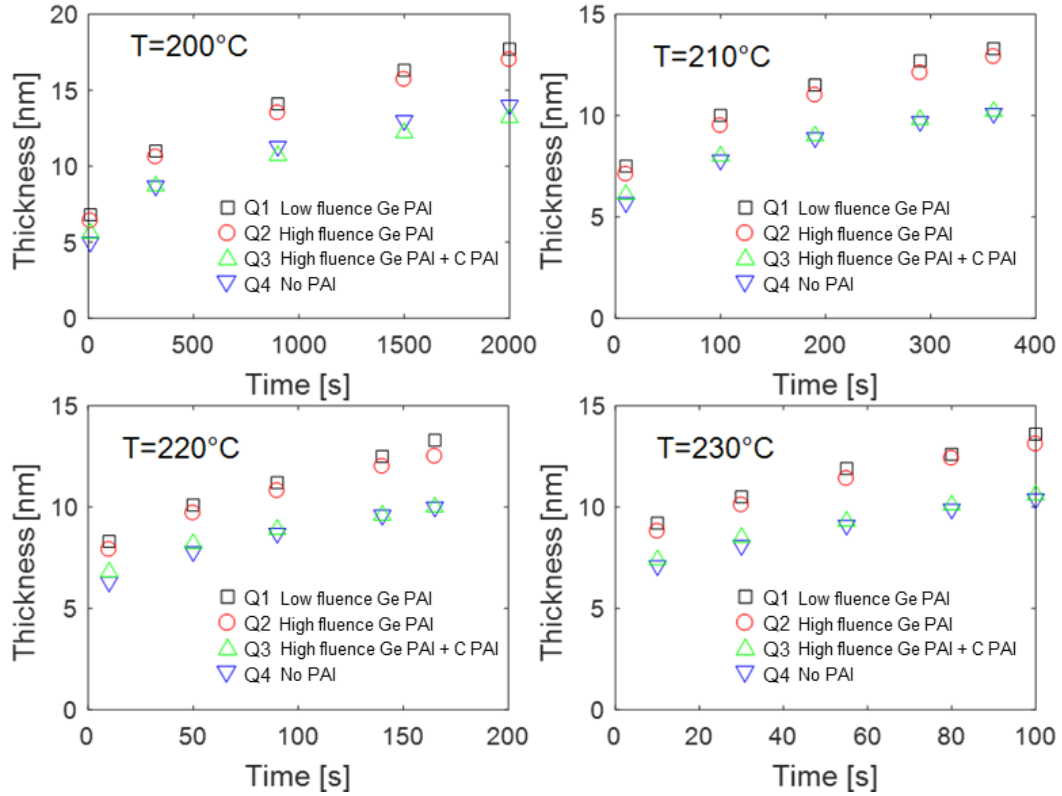 T=200°C
Thickness [nm]
20
15
10
5
0
Q1 Low fluence Ge PAI
Q2 High fluence Ge PAI
Q3 High fluence Ge PAI + C PAI
Q4 No PAI
0 500 1000 1500 2000
Time [s]
T=210°C
Thickness [nm]
15
10
5
0
Q1 Low fluence Ge PAI
Q2 High fluence Ge PAI
Q3 High fluence Ge PAI + C PAI
Q4 No PAI
0 100 200 300 400
Time [s]
T=220°C
Thickness [nm]
15
10
5
0
Q1 Low fluence Ge PAI
Q2 High fluence Ge PAI
Q3 High fluence Ge PAI + C PAI
Q4 No PAI
0 50 100 150 200
Time [s]
T=230°C
Thickness [nm]
15
10
5
0
Q1 Low fluence Ge PAI
Q2 High fluence Ge PAI
Q3 High fluence Ge PAI + C PAI
Q4 No PAI
0 20 40 60 80 100
Time [s]